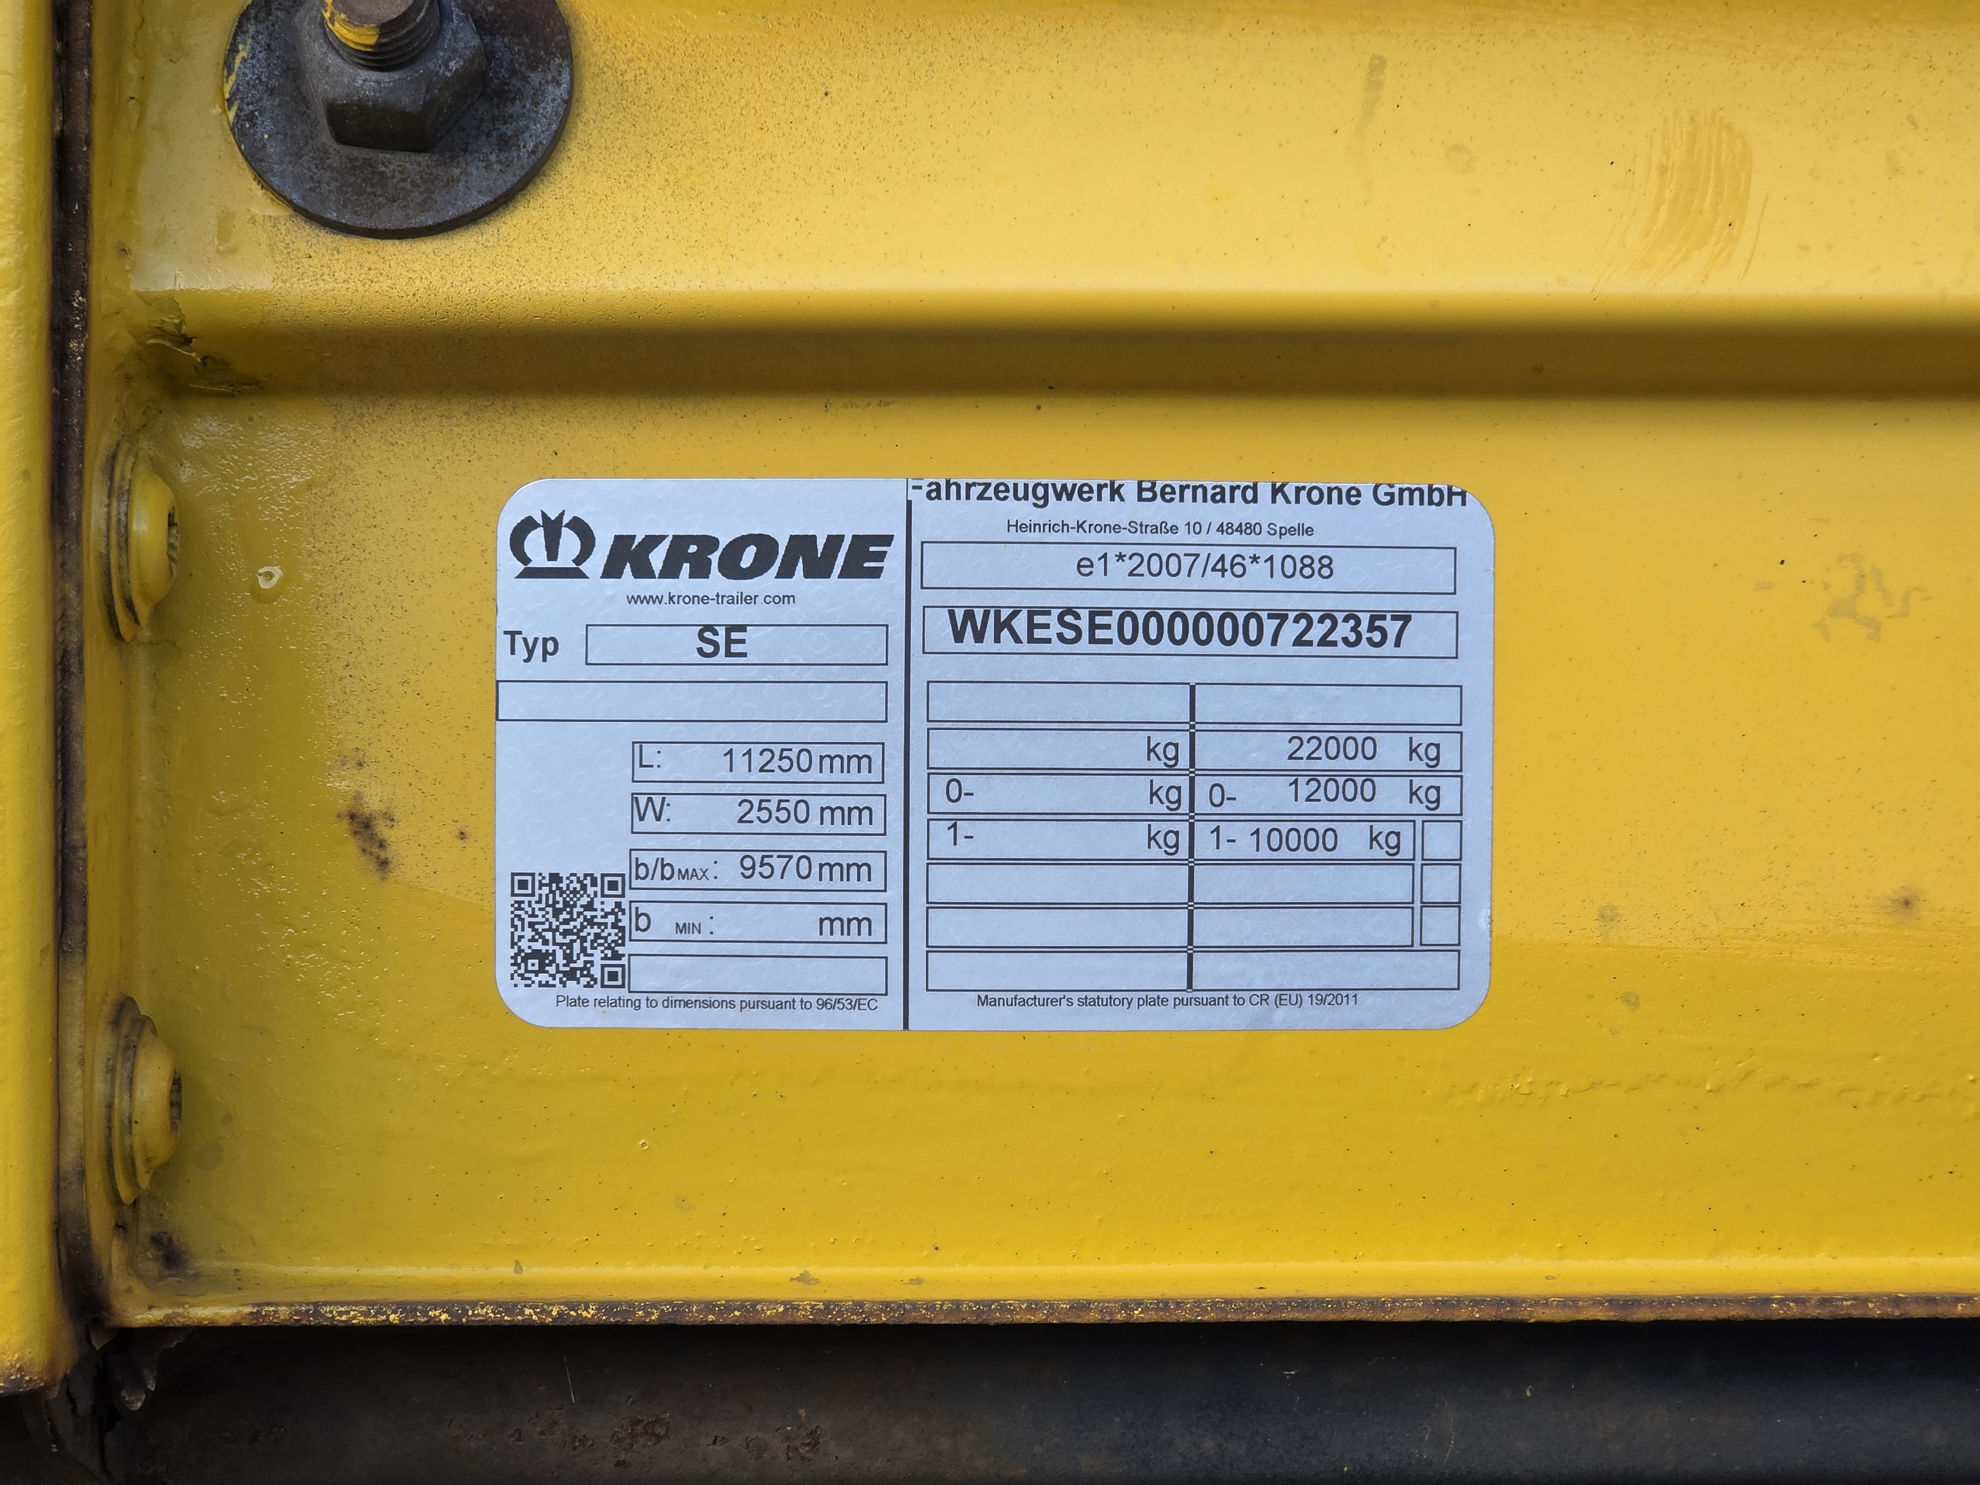 KRONE
www.krone-trailer.com
Typ SE
L: 11250 mm
W: 2550 mm
b/bMAX: 9570 mm
b MIN: mm
Plate relating to dimensions pursuant to 96/53/EC
Fahrzeugwerk Bernard Krone GmbH
Heinrich-Krone-Straße 10 / 48480 Spelle
e1*2007/46*1088
WKESE000000722357
kg 22000 kg
0- kg 0- 12000 kg
1- kg 1- 10000 kg
Manufacturer's statutory plate pursuant to CR (EU) 19/2011